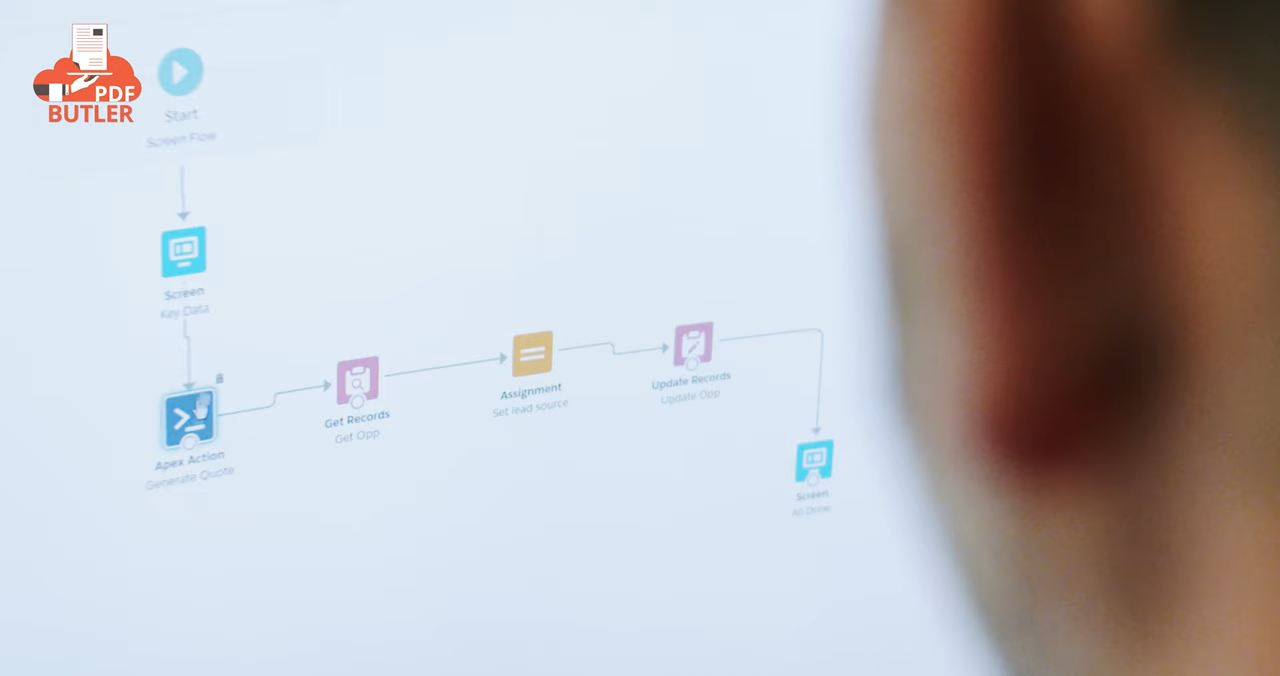 PDF
BUTLER
Start
Screen Flow
Screen
Key Data
Apex Action
Generate Quote
Get Records
Get Opp
Assignment
Set lead source
Update Records
Update Opp
Screen
All Done